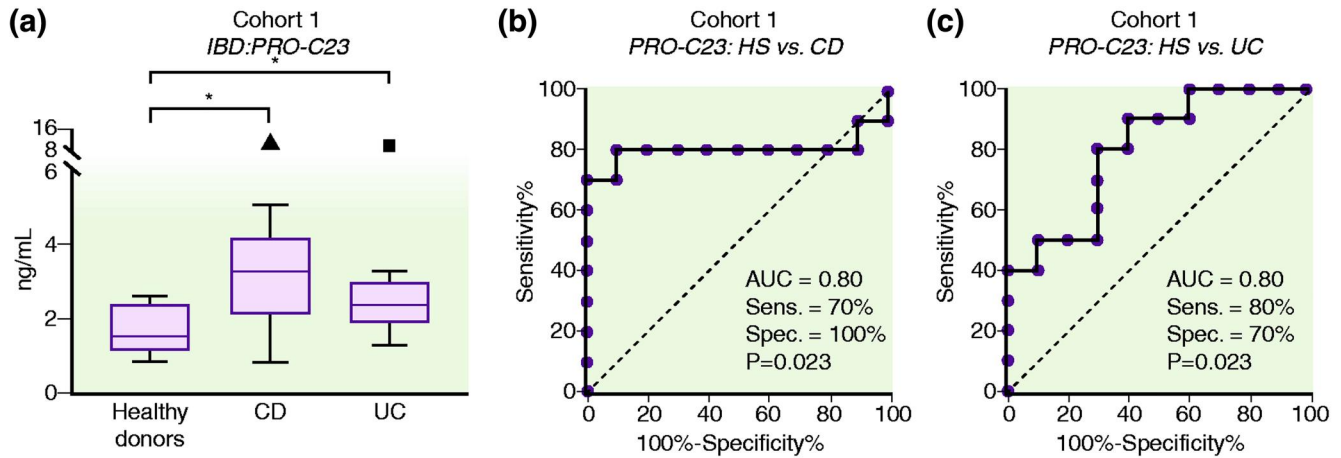 (a)
Cohort 1
IBD:PRO-C23
*
*
16
8
6
4
2
0
ng/mL
Healthy donors
CD
UC
(b)
Cohort 1
PRO-C23: HS vs. CD
100
80
60
40
20
0
Sensitivity%
AUC = 0.80
Sens. = 70%
Spec. = 100%
P=0.023
0 20 40 60 80 100
100%-Specificity%
(c)
Cohort 1
PRO-C23: HS vs. UC
100
80
60
40
20
0
Sensitivity%
AUC = 0.80
Sens. = 80%
Spec. = 70%
P=0.023
0 20 40 60 80 100
100%-Specificity%